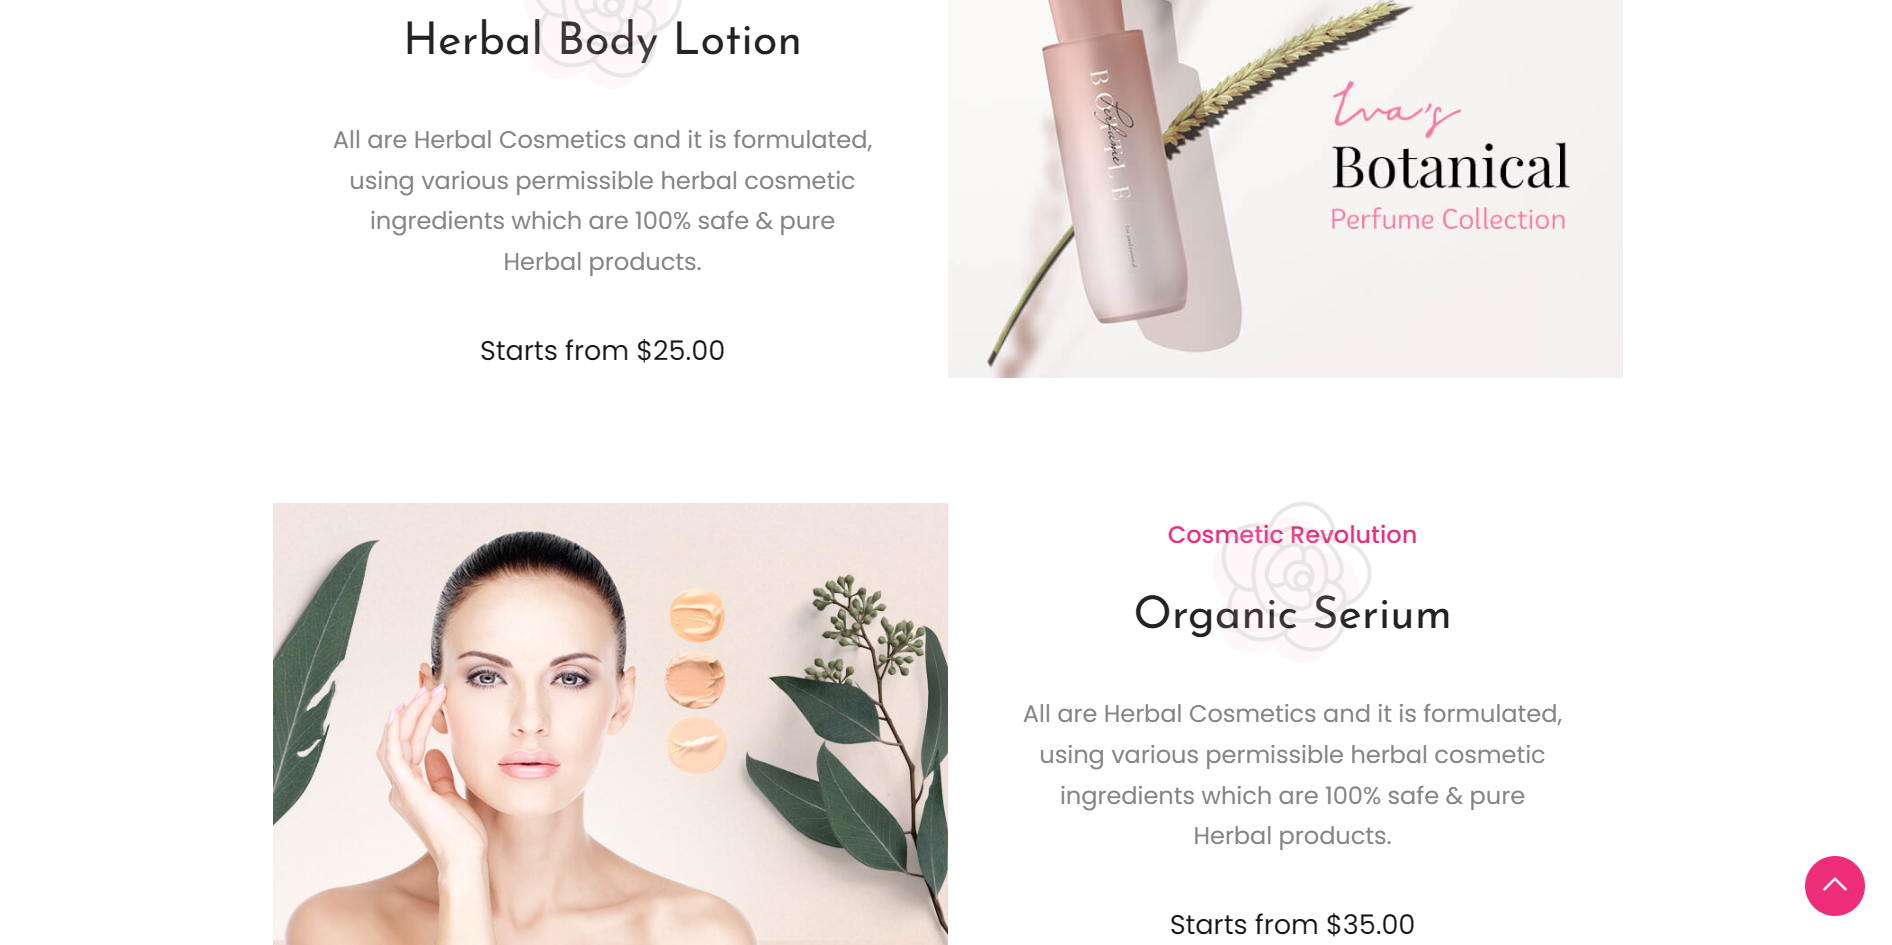 Herbal Body Lotion
All are Herbal Cosmetics and it is formulated,
using various permissible herbal cosmetic
ingredients which are 100% safe & pure
Herbal products.
Starts from $25.00
BOTTLE
Perfume
Iva's
Botanical
Perfume Collection
Cosmetic Revolution
Organic Serium
All are Herbal Cosmetics and it is formulated,
using various permissible herbal cosmetic
ingredients which are 100% safe & pure
Herbal products.
Starts from $35.00